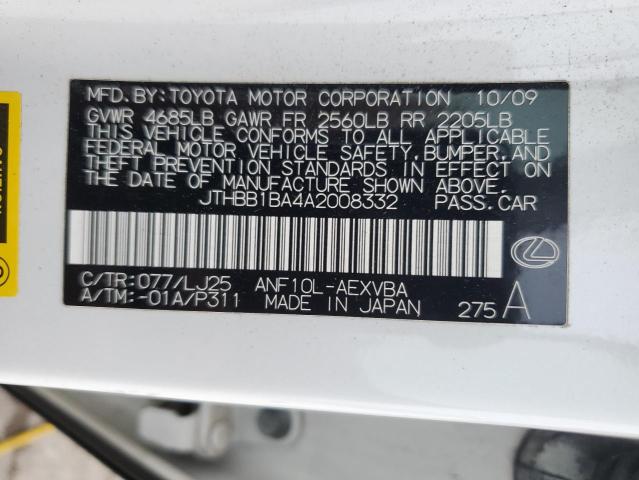 MFD. BY: TOYOTA MOTOR CORPORATION 10/09
GVWR 4685LB GAWR FR 2560LB RR 2205LB
THIS VEHICLE CONFORMS TO ALL APPLICABLE
FEDERAL MOTOR VEHICLE SAFETY, BUMPER, AND
THEFT PREVENTION STANDARDS IN EFFECT ON
THE DATE OF MANUFACTURE SHOWN ABOVE.
JTHBB1BA4A2008332 PASS.CAR
C/TR: 077/LJ25 ANF10L-AEXVBA
A/TM: -01A/P311 MADE IN JAPAN 275 A